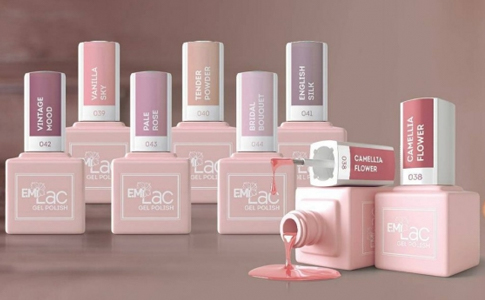 VINTAGE
MOOD
042
VANILLA
SKY
039
PALE
ROSE
043
TENDER
POWDER
040
BRIDAL
BOUQUET
044
ENGLISH
SILK
041
CAMELLIA
FLOWER
038
CAMELLIA
FLOWER
038
EMi Lac
GEL POLISH
EMi Lac
GEL POLISH
EMi Lac
GEL POLISH
EMi Lac
GEL POLISH